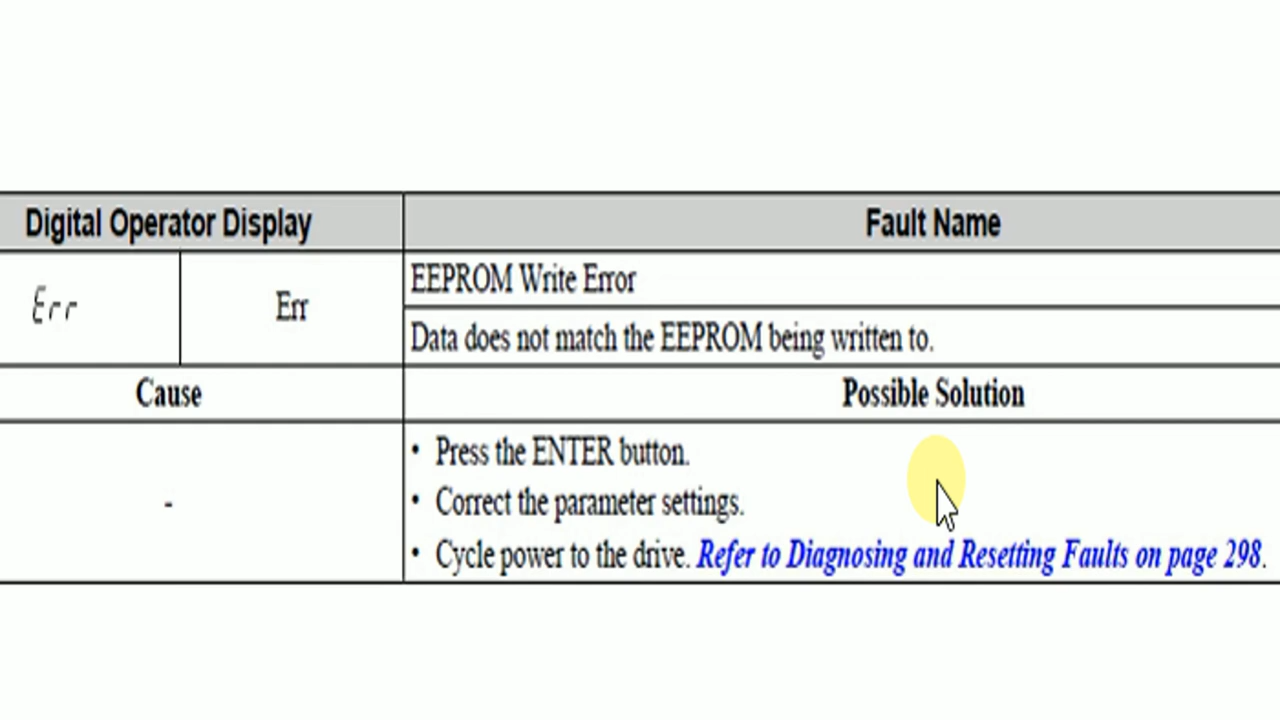 Digital Operator Display Fault Name
Err Err EEPROM Write Error
Data does not match the EEPROM being written to.
Cause Possible Solution
- • Press the ENTER button.
• Correct the parameter settings.
• Cycle power to the drive. Refer to Diagnosing and Resetting Faults on page 298.